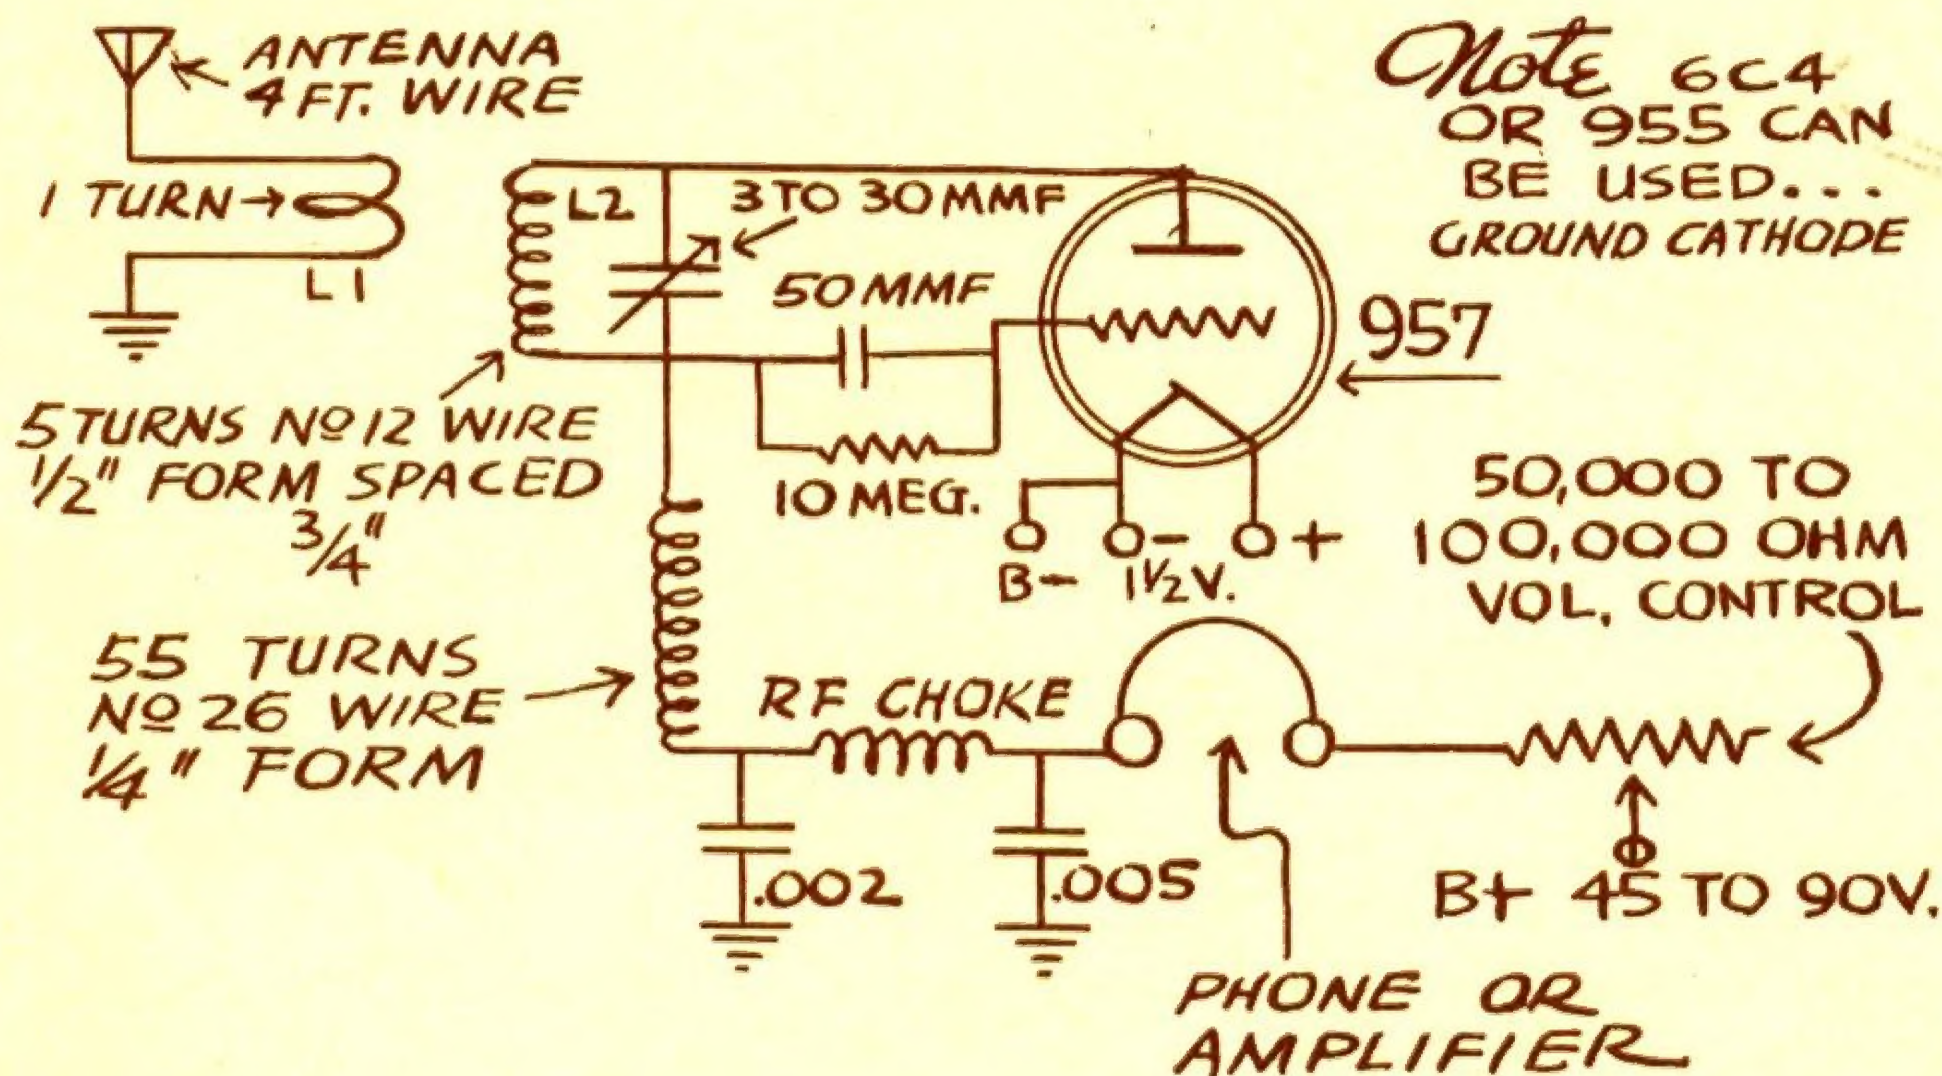 ANTENNA
4 FT. WIRE
Note 6C4
OR 955 CAN
BE USED...
GROUND CATHODE
1 TURN
L1
L2
3 TO 30 MMF
50 MMF
957
5 TURNS Nº 12 WIRE
1/2" FORM SPACED
3/4"
10 MEG.
B-
-
+
1 1/2 V.
50,000 TO
100,000 OHM
VOL. CONTROL
55 TURNS
Nº 26 WIRE
1/4" FORM
RF CHOKE
.002
.005
B+ 45 TO 90V.
PHONE OR
AMPLIFIER